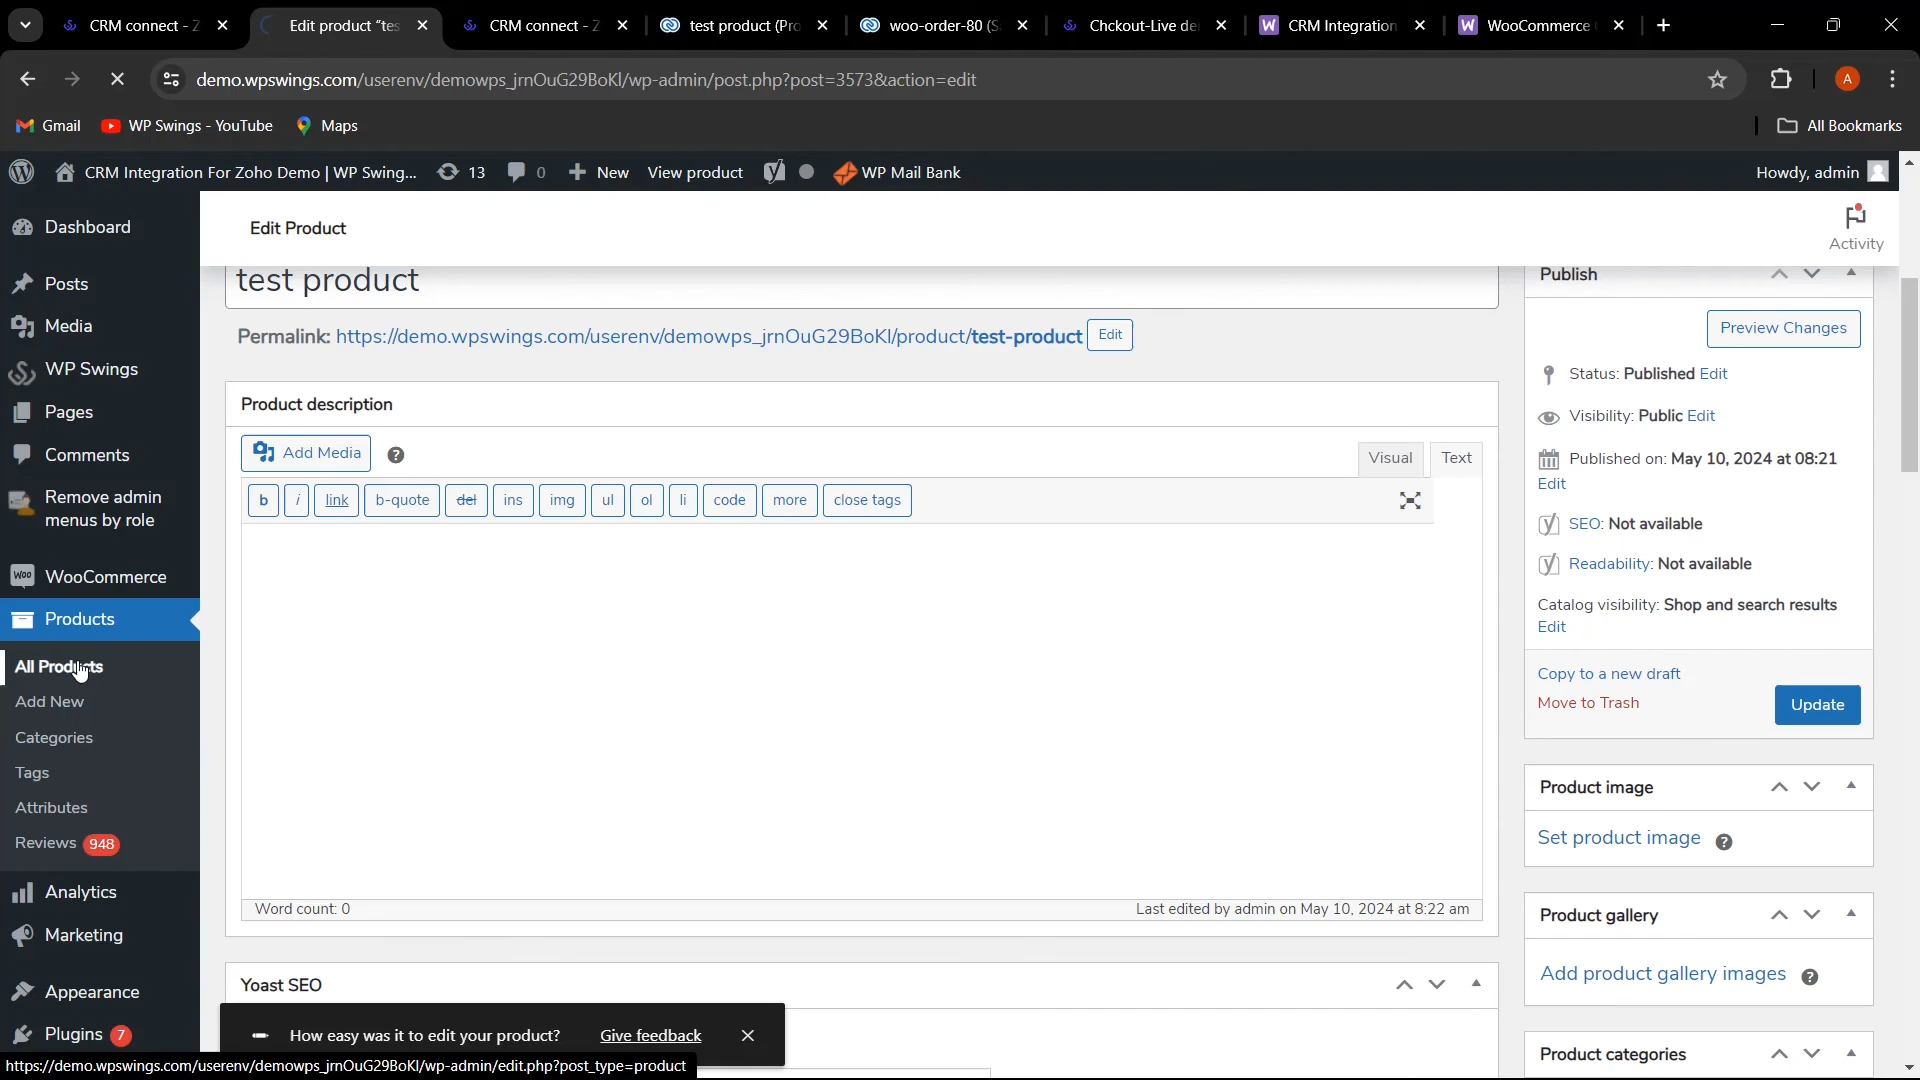 CRM connect - Z
Edit product “tes
CRM connect - Z
test product (Pro
woo-order-80 (S
Chckout-Live de
CRM Integration
WooCommerce
demo.wpswings.com/userenv/demowps_jrnOuG29BoKl/wp-admin/post.php?post=3573&action=edit
A
Gmail
WP Swings - YouTube
Maps
All Bookmarks
CRM Integration For Zoho Demo | WP Swing...
13
0
New
View product
WP Mail Bank
Howdy, admin
Dashboard
Posts
Media
WP Swings
Pages
Comments
Remove admin
menus by role
WooCommerce
Products
All Products
Add New
Categories
Tags
Attributes
Reviews 948
Analytics
Marketing
Appearance
Plugins 7
Edit Product
Activity
test product
Permalink: https://demo.wpswings.com/userenv/demowps_jrnOuG29BoKl/product/test-product Edit
Product description
Add Media
Visual
Text
b
i
link
b-quote
del
ins
img
ul
ol
li
code
more
close tags
Word count: 0
Last edited by admin on May 10, 2024 at 8:22 am
Yoast SEO
How easy was it to edit your product?
Give feedback
Publish
Preview Changes
Status: Published Edit
Visibility: Public Edit
Published on: May 10, 2024 at 08:21
Edit
SEO: Not available
Readability: Not available
Catalog visibility: Shop and search results
Edit
Copy to a new draft
Move to Trash
Update
Product image
Set product image
Product gallery
Add product gallery images
Product categories
https://demo.wpswings.com/userenv/demowps_jrnOuG29BoKl/wp-admin/edit.php?post_type=product